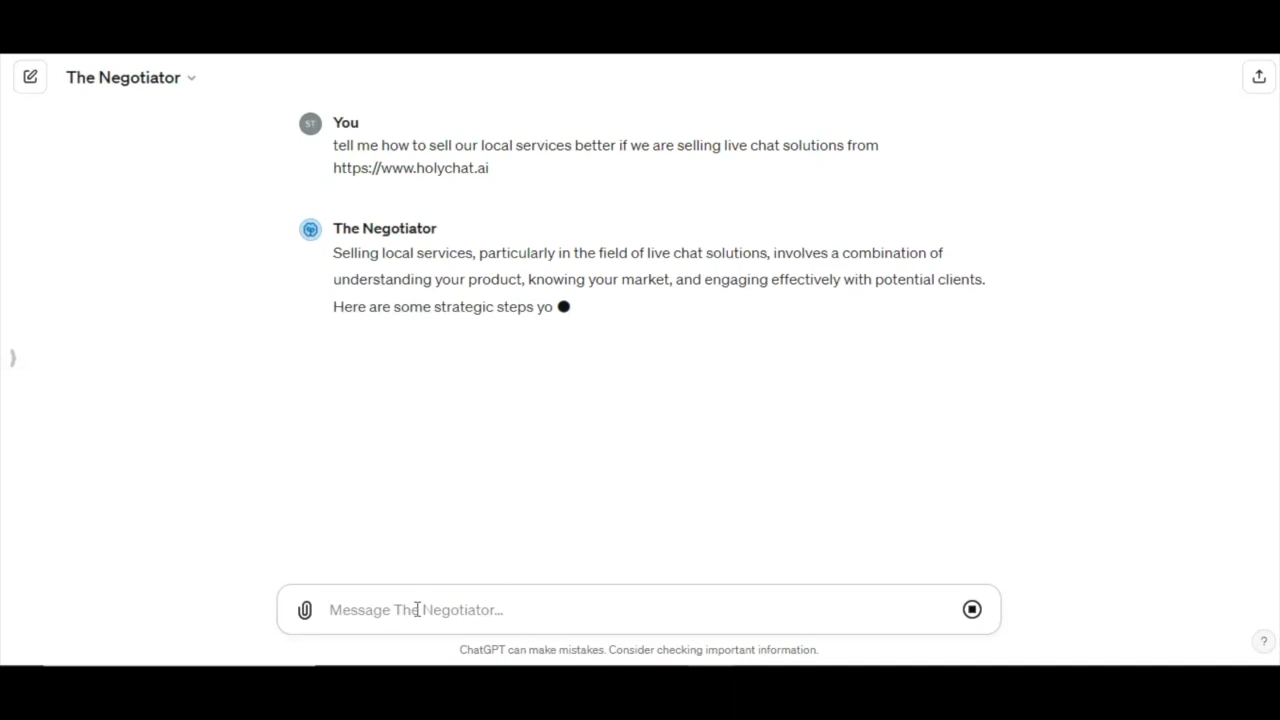 The Negotiator
ST
You
tell me how to sell our local services better if we are selling live chat solutions from
https://www.holychat.ai
The Negotiator
Selling local services, particularly in the field of live chat solutions, involves a combination of
understanding your product, knowing your market, and engaging effectively with potential clients.
Here are some strategic steps yo
Message The Negotiator...
ChatGPT can make mistakes. Consider checking important information.
?